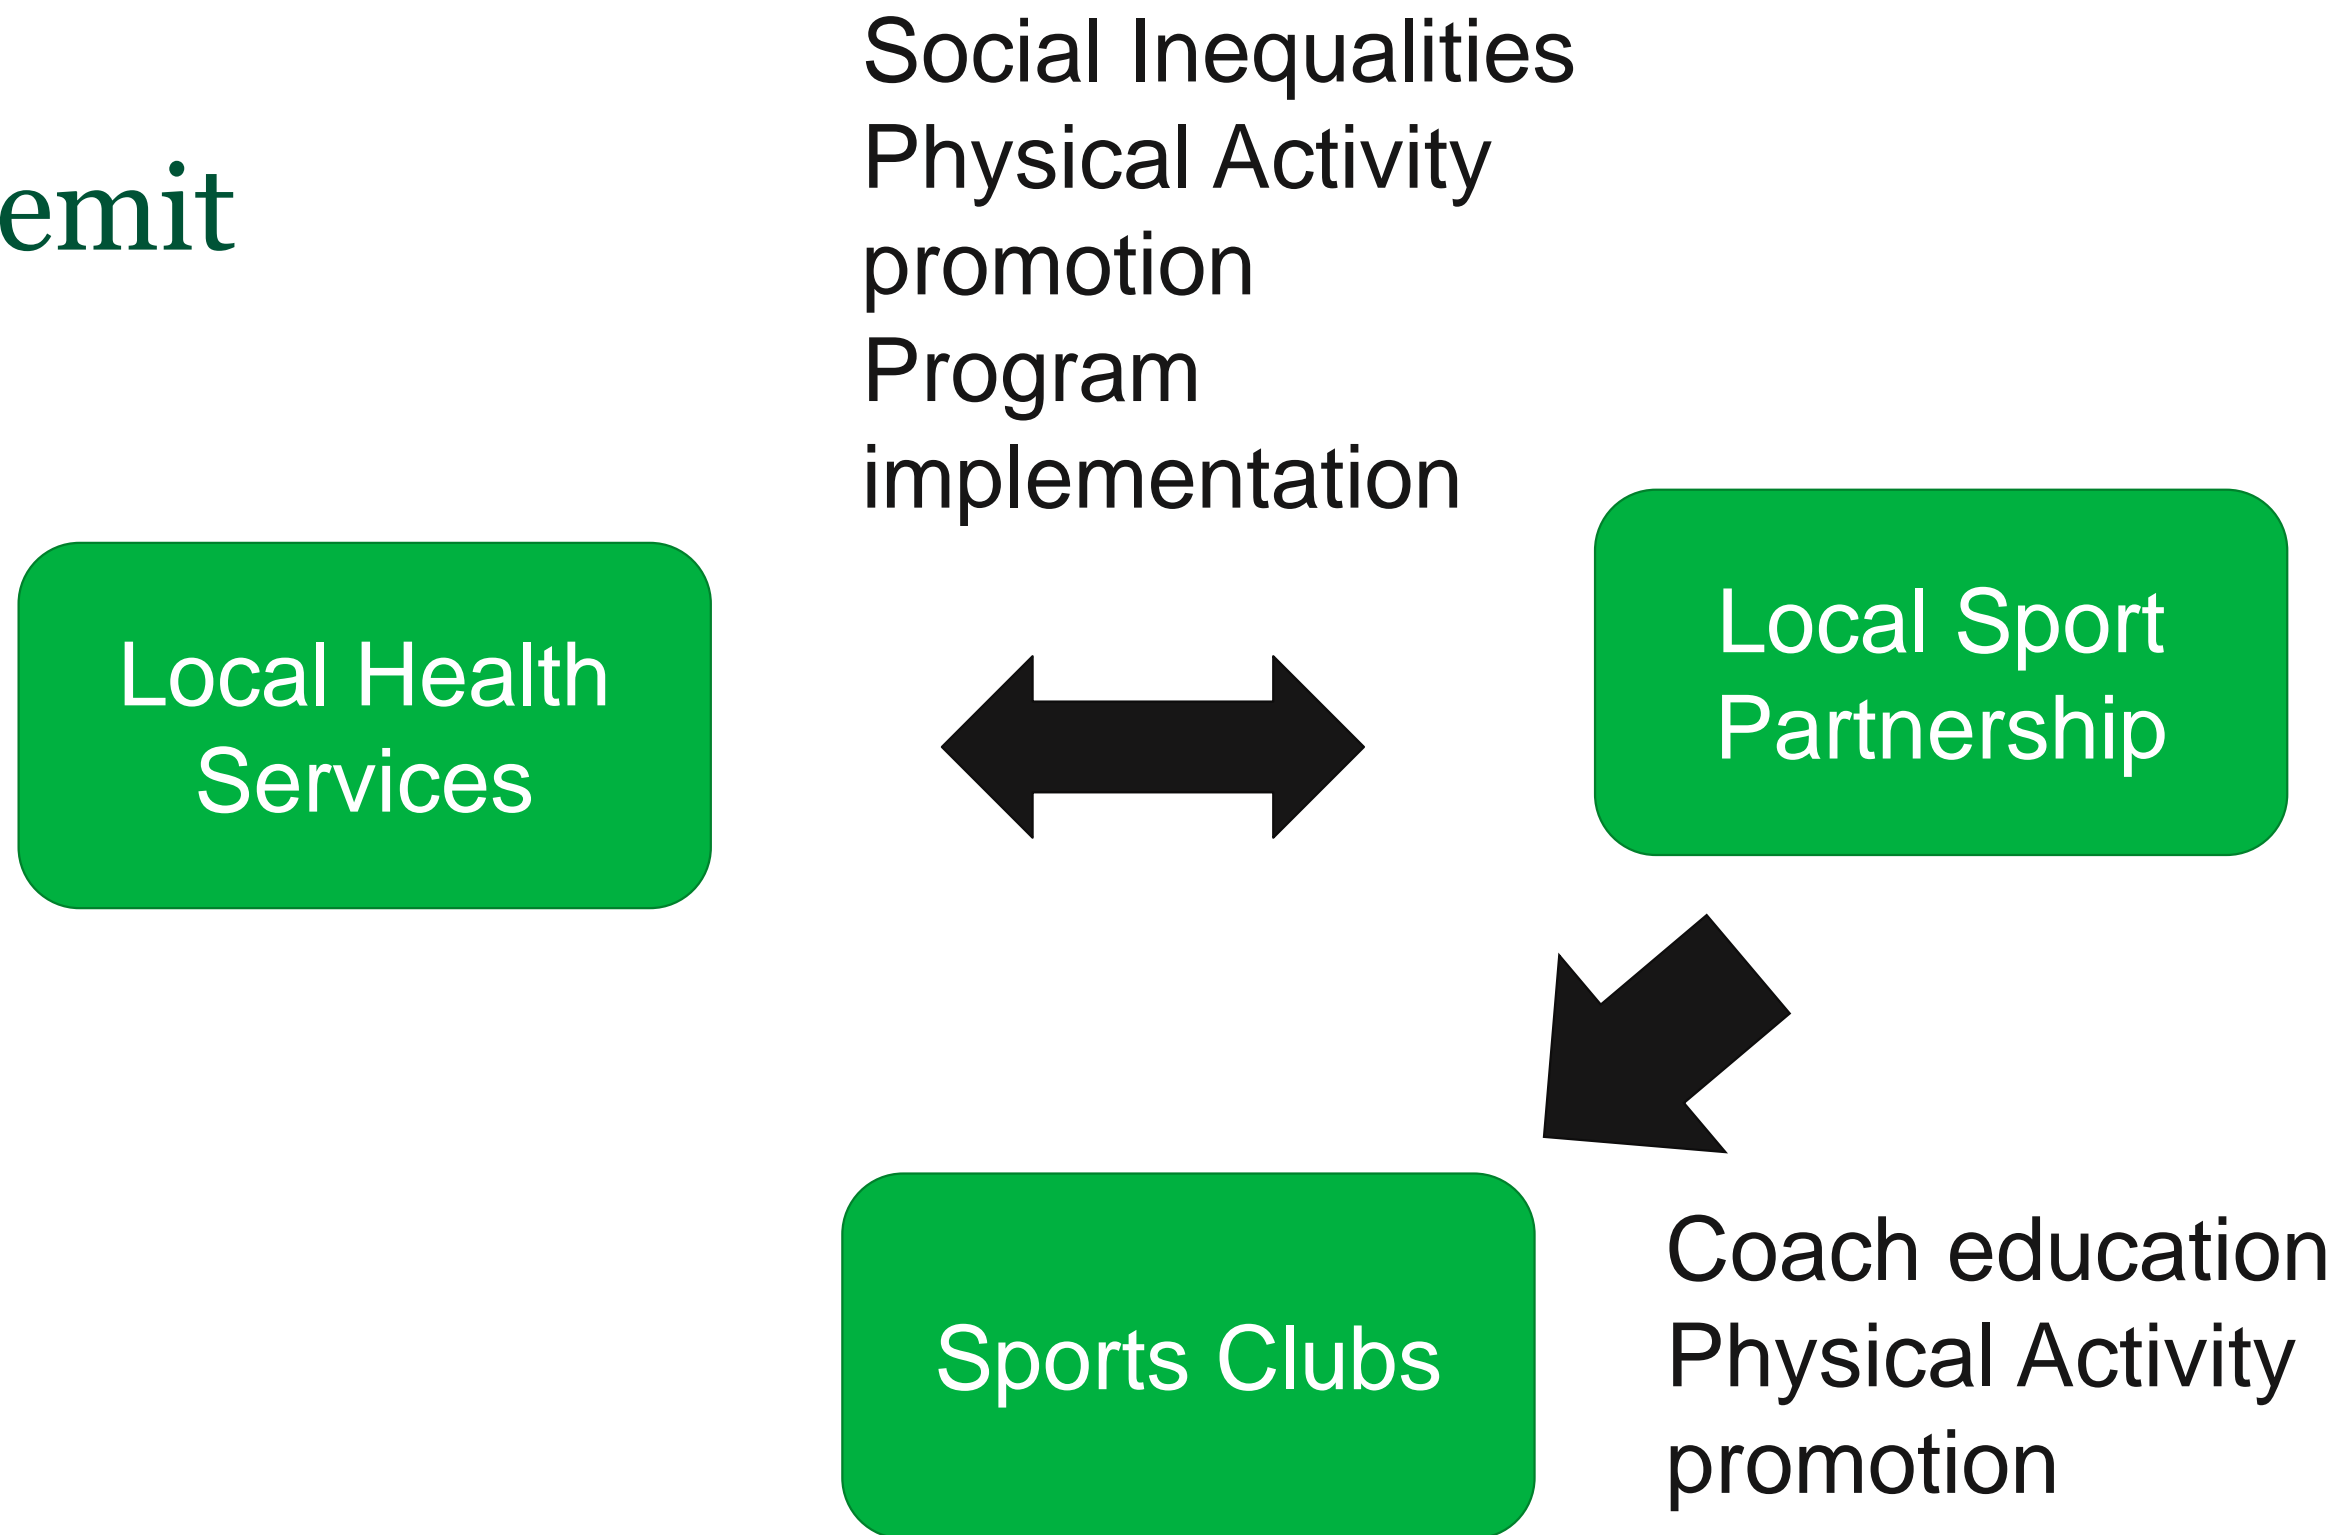 Social Inequalities
Physical Activity
promotion
Program
implementation
emit
Local Health
Services
Local Sport
Partnership
Sports Clubs
Coach education
Physical Activity
promotion